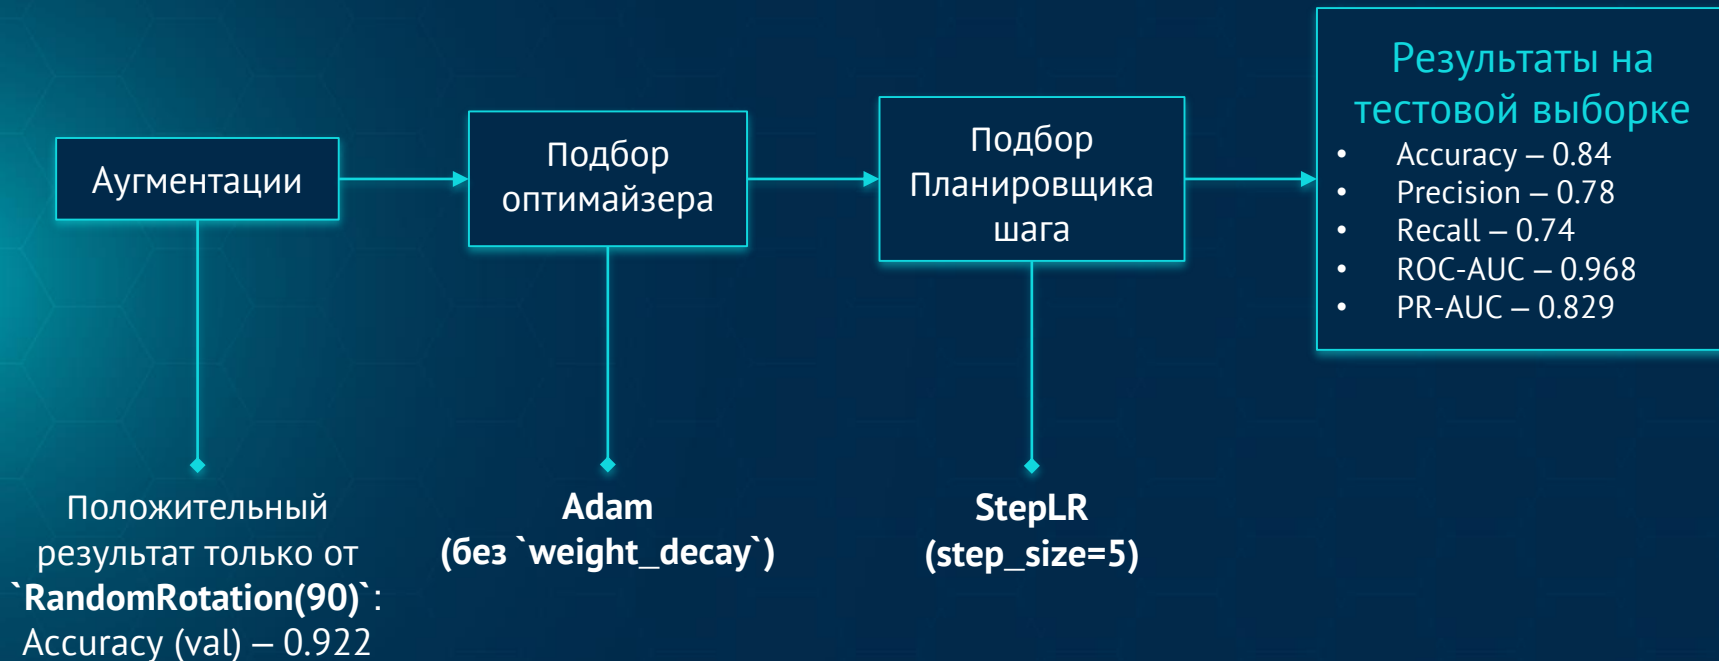 Аугментации
Подбор
оптимайзера
Подбор
Планировщика
шага
Результаты на
тестовой выборке
• Accuracy – 0.84
• Precision – 0.78
• Recall – 0.74
• ROC-AUC – 0.968
• PR-AUC – 0.829
Положительный
результат только от
`RandomRotation(90)`:
Accuracy (val) – 0.922
Adam
(без `weight_decay`)
StepLR
(step_size=5)